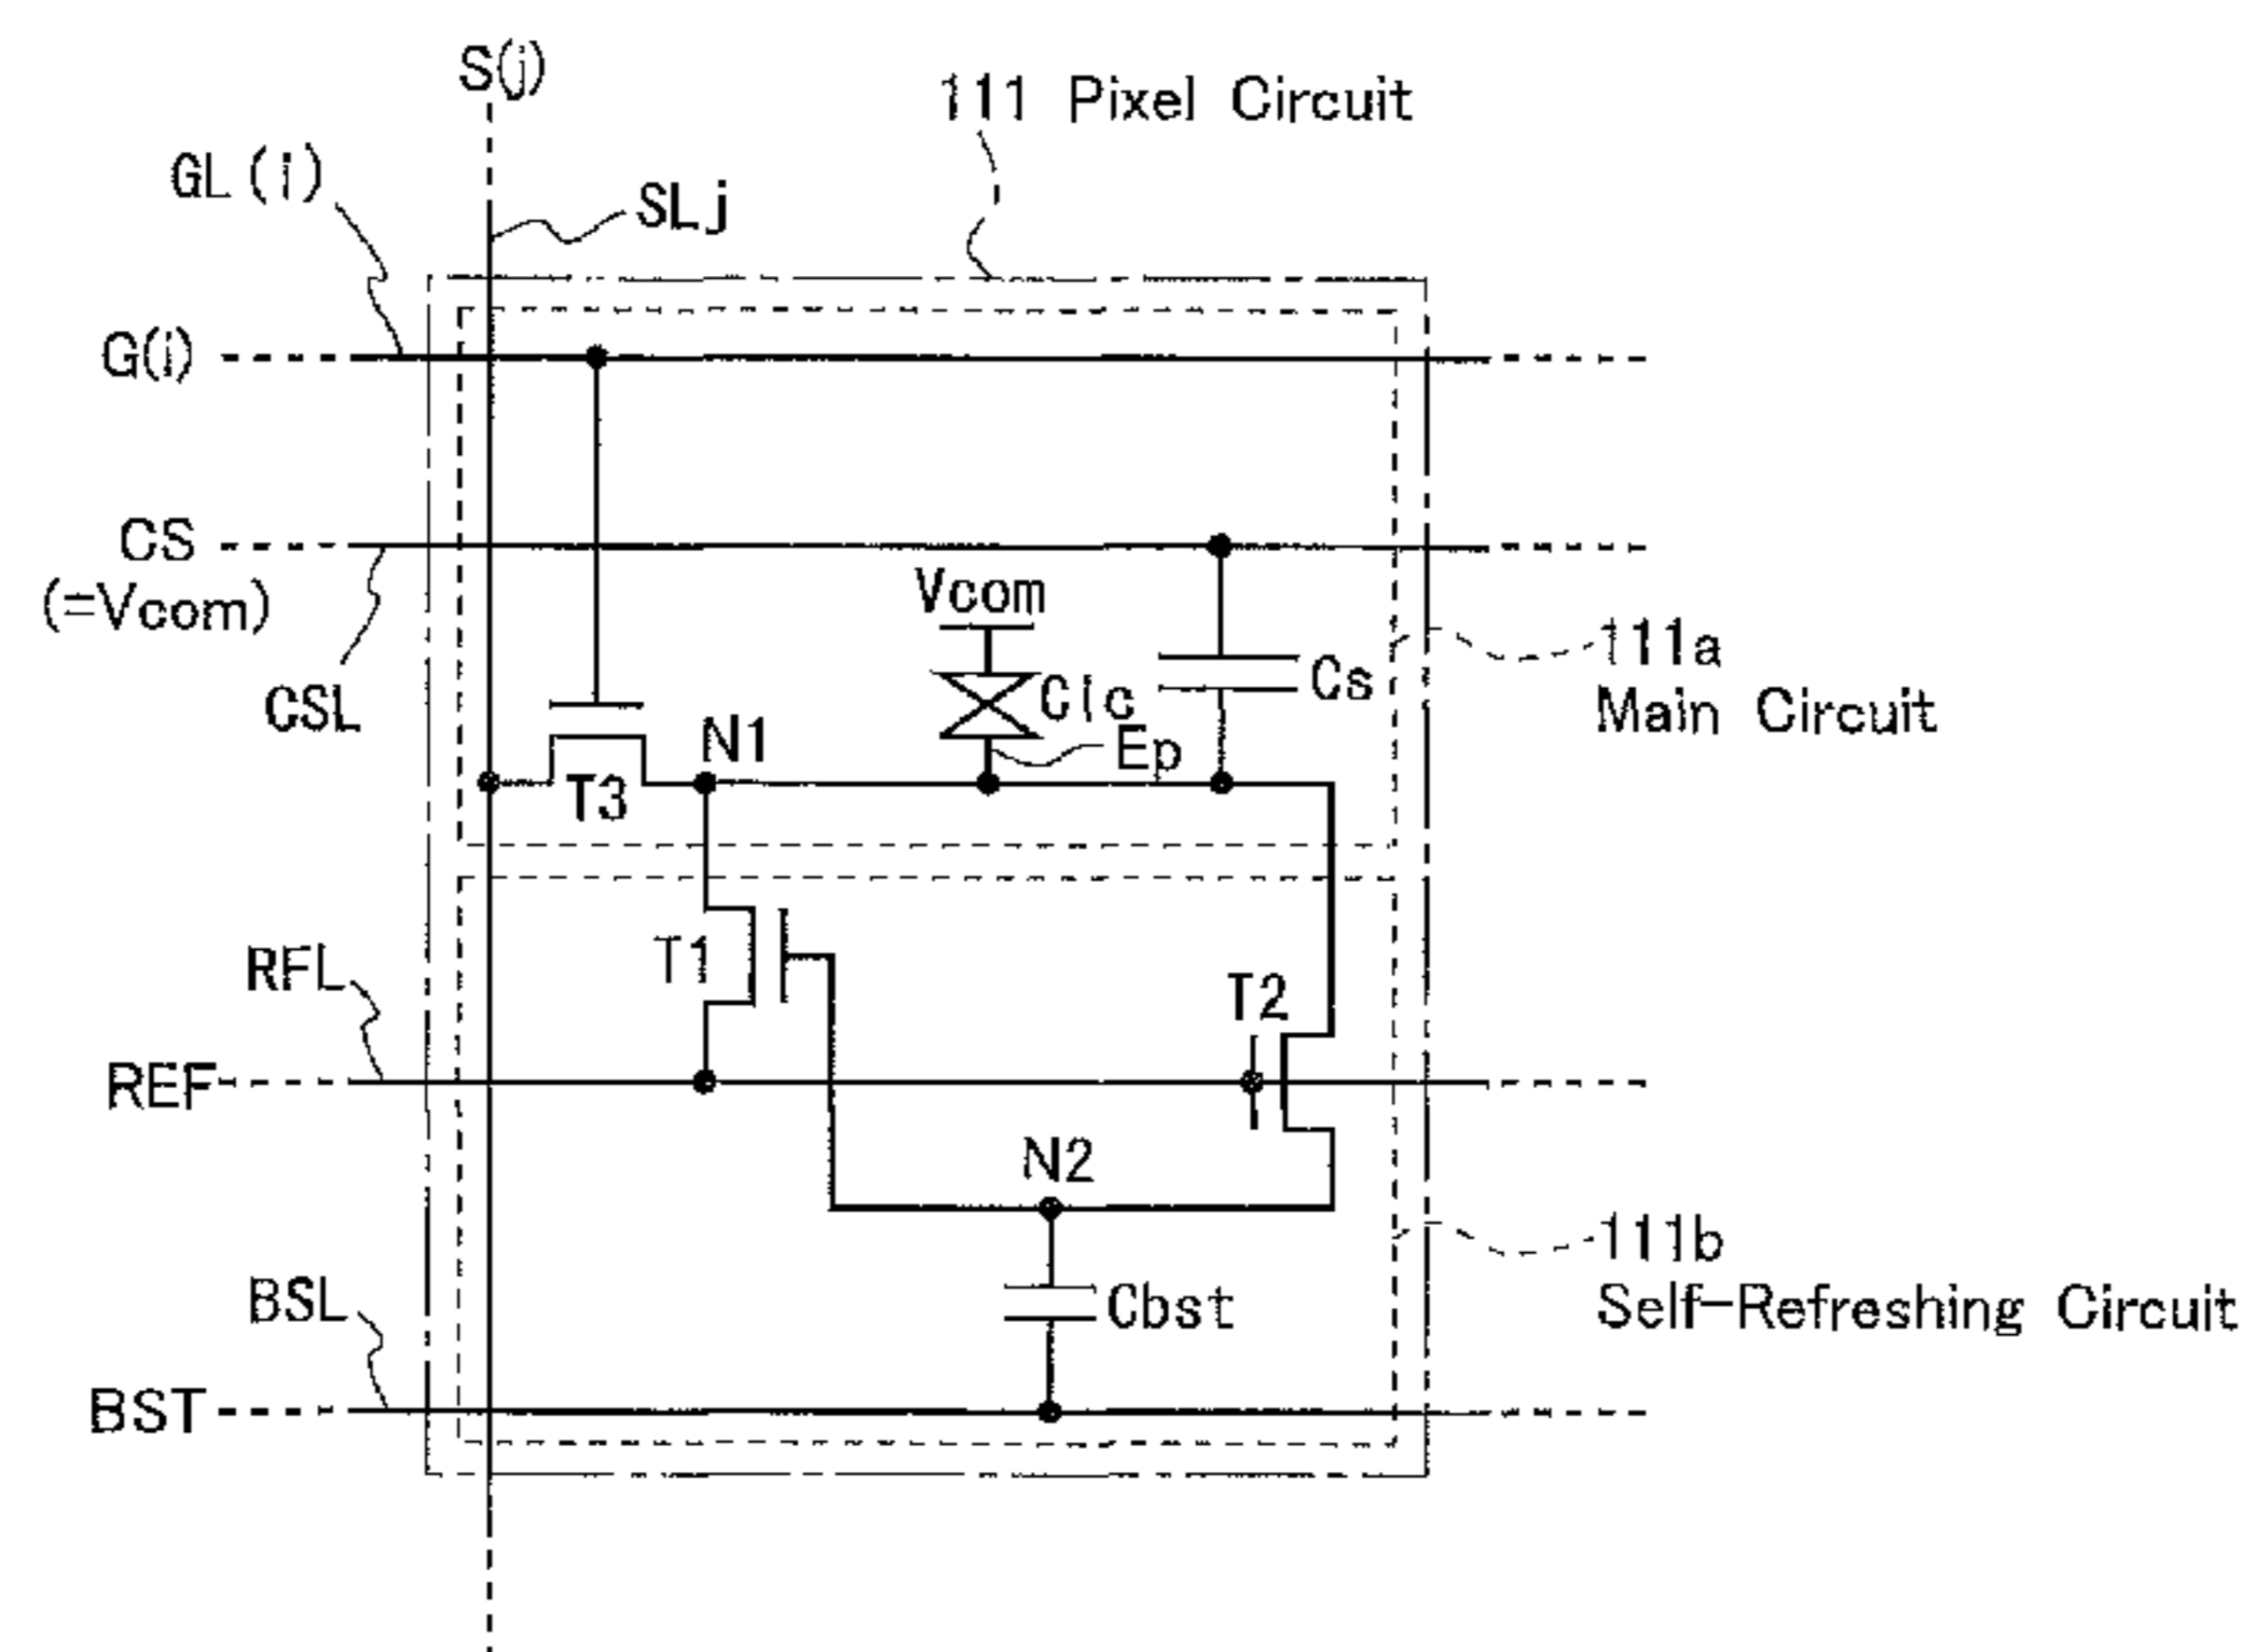 S(j)
111 Pixel Circuit
GL(i)
SLj
G(i)
CS
(=Vcom)
Vcom
111a
Main Circuit
CSL
Clc
Cs
N1
Ep
T3
T1
RFL
T2
REF
N2
111b
Self-Refreshing Circuit
BSL
Cbst
BST